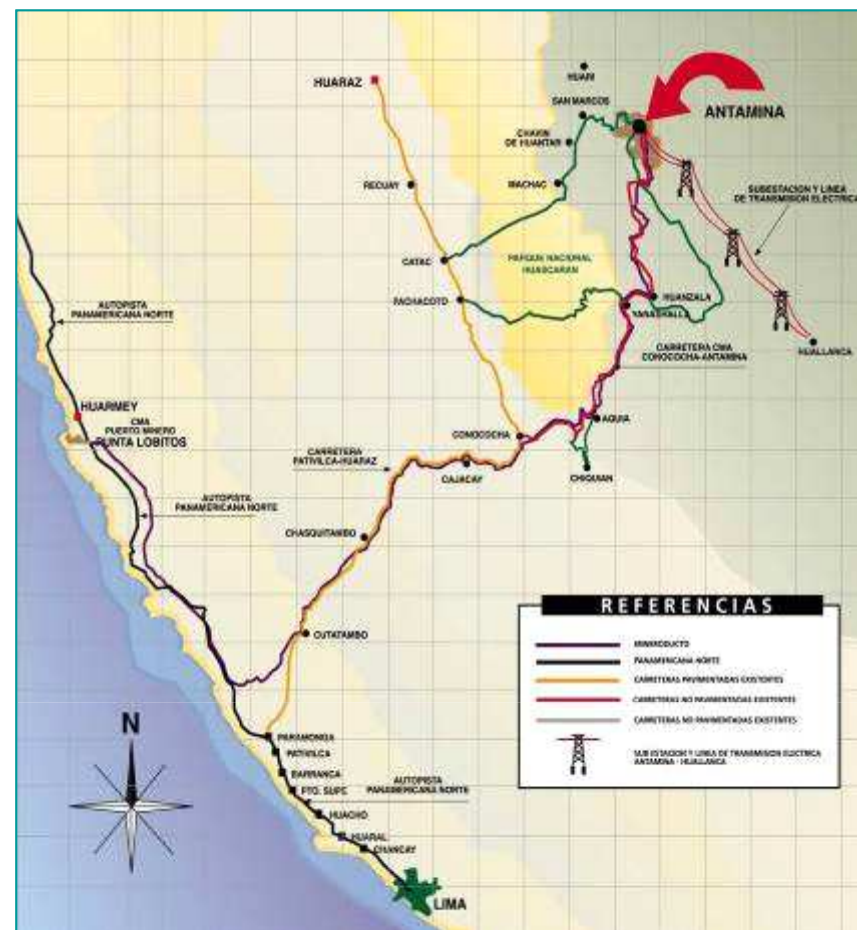 HUARAZ
HUARI
SAN MARCOS
ANTAMINA
CHAVIN
DE HUANTAR
RECUAY
MACHAC
SUBESTACION Y LINEA
DE TRANSMISION ELECTRICA
CATAC
PARQUE NACIONAL
HUASCARAN
PACHACOTO
HUANZALA
YANASHALLA
AUTOPISTA
PANAMERICANA NORTE
HUALLANCA
CARRETERA CMA
CONOCOCHA-ANTAMINA
HUARMEY
CMA
PUERTO MINERO
PUNTA LOBITOS
AQUIA
CONOCOCHA
CARRETERA
PATIVILCA-HUARAZ
CAJACAY
CHIQUIAN
AUTOPISTA
PANAMERICANA NORTE
CHASQUITAMBO
REFERENCIAS
MINERODUCTO
PANAMERICANA NORTE
CARRETERAS PAVIMENTADAS EXISTENTES
CARRETERAS NO PAVIMENTADAS EXISTENTES
CARRETERAS NO PAVIMENTADAS EXISTENTES
SUB ESTACION Y LINEA DE TRANSMISION ELECTRICA
ANTAMINA - HUALLANCA
CUTATAMBO
N
PARAMONGA
PATIVILCA
BARRANCA
PTO. SUPE
AUTOPISTA
PANAMERICANA NORTE
HUACHO
HUARAL
CHANCAY
LIMA